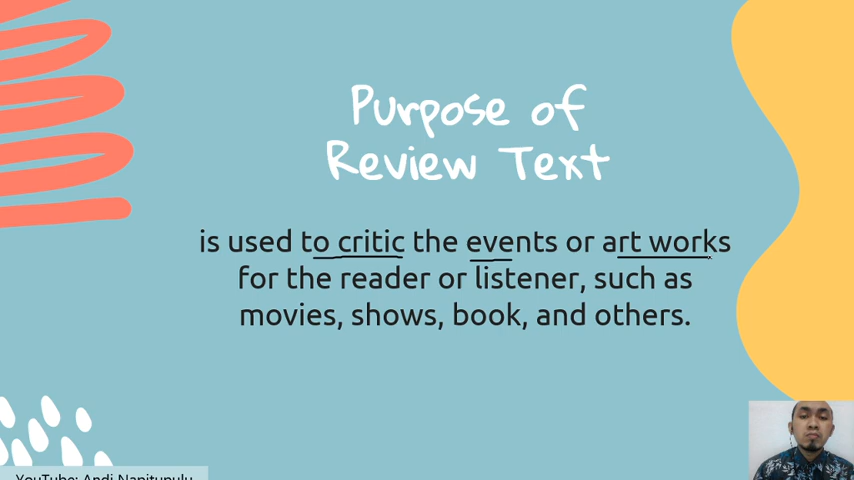 Purpose of
Review Text
is used to critic the events or art works
for the reader or listener, such as
movies, shows, book, and others.
YouTube: Andi Napitupulu